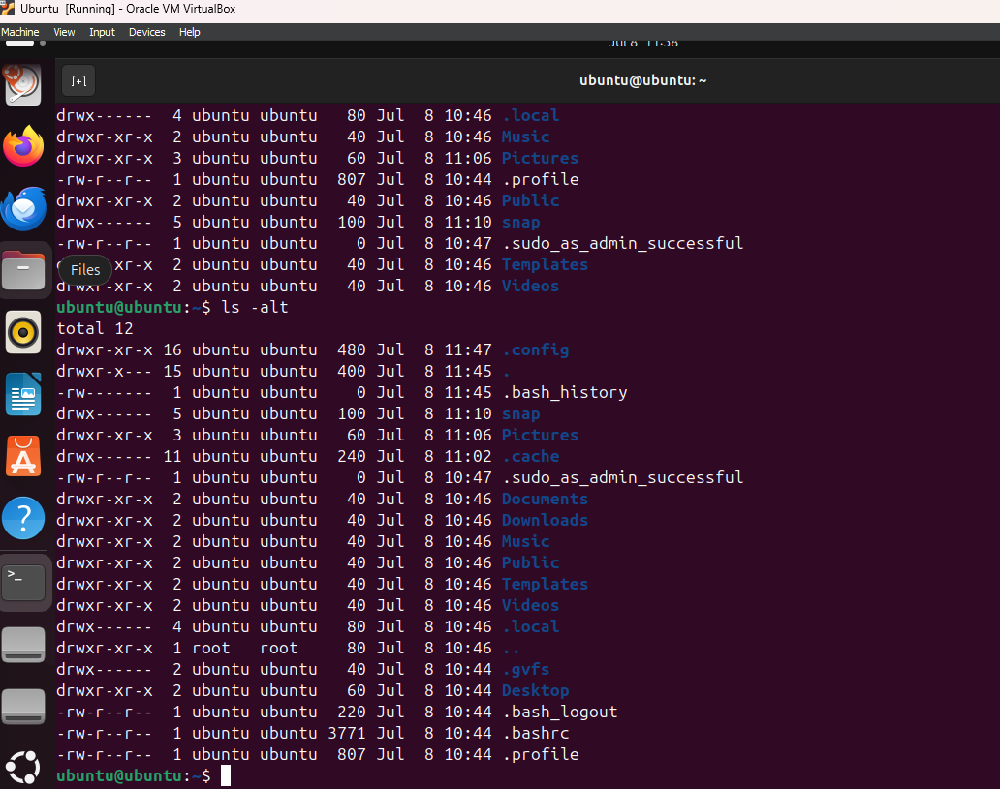 Ubuntu [Running] - Oracle VM VirtualBox
Machine View Input Devices Help
Jul 8 11:58
ubuntu@ubuntu: ~
drwx------  4 ubuntu ubuntu   80 Jul  8 10:46 .local
drwxr-xr-x  2 ubuntu ubuntu   40 Jul  8 10:46 Music
drwxr-xr-x  3 ubuntu ubuntu   60 Jul  8 11:06 Pictures
-rw-r--r--  1 ubuntu ubuntu  807 Jul  8 10:44 .profile
drwxr-xr-x  2 ubuntu ubuntu   40 Jul  8 10:46 Public
drwx------  5 ubuntu ubuntu  100 Jul  8 11:10 snap
-rw-r--r--  1 ubuntu ubuntu    0 Jul  8 10:47 .sudo_as_admin_successful
Files
xr-x  2 ubuntu ubuntu   40 Jul  8 10:46 Templates
drwxr-xr-x  2 ubuntu ubuntu   40 Jul  8 10:46 Videos
ubuntu@ubuntu:~$ ls -alt
total 12
drwxr-xr-x 16 ubuntu ubuntu  480 Jul  8 11:47 .config
drwxr-x--- 15 ubuntu ubuntu  400 Jul  8 11:45 .
-rw-------  1 ubuntu ubuntu    0 Jul  8 11:45 .bash_history
drwx------  5 ubuntu ubuntu  100 Jul  8 11:10 snap
drwxr-xr-x  3 ubuntu ubuntu   60 Jul  8 11:06 Pictures
drwx------ 11 ubuntu ubuntu  240 Jul  8 11:02 .cache
-rw-r--r--  1 ubuntu ubuntu    0 Jul  8 10:47 .sudo_as_admin_successful
drwxr-xr-x  2 ubuntu ubuntu   40 Jul  8 10:46 Documents
drwxr-xr-x  2 ubuntu ubuntu   40 Jul  8 10:46 Downloads
drwxr-xr-x  2 ubuntu ubuntu   40 Jul  8 10:46 Music
drwxr-xr-x  2 ubuntu ubuntu   40 Jul  8 10:46 Public
drwxr-xr-x  2 ubuntu ubuntu   40 Jul  8 10:46 Templates
drwxr-xr-x  2 ubuntu ubuntu   40 Jul  8 10:46 Videos
drwx------  4 ubuntu ubuntu   80 Jul  8 10:46 .local
drwxr-xr-x  1 root   root     80 Jul  8 10:46 ..
drwx------  2 ubuntu ubuntu   40 Jul  8 10:44 .gvfs
drwxr-xr-x  2 ubuntu ubuntu   60 Jul  8 10:44 Desktop
-rw-r--r--  1 ubuntu ubuntu  220 Jul  8 10:44 .bash_logout
-rw-r--r--  1 ubuntu ubuntu 3771 Jul  8 10:44 .bashrc
-rw-r--r--  1 ubuntu ubuntu  807 Jul  8 10:44 .profile
ubuntu@ubuntu:~$